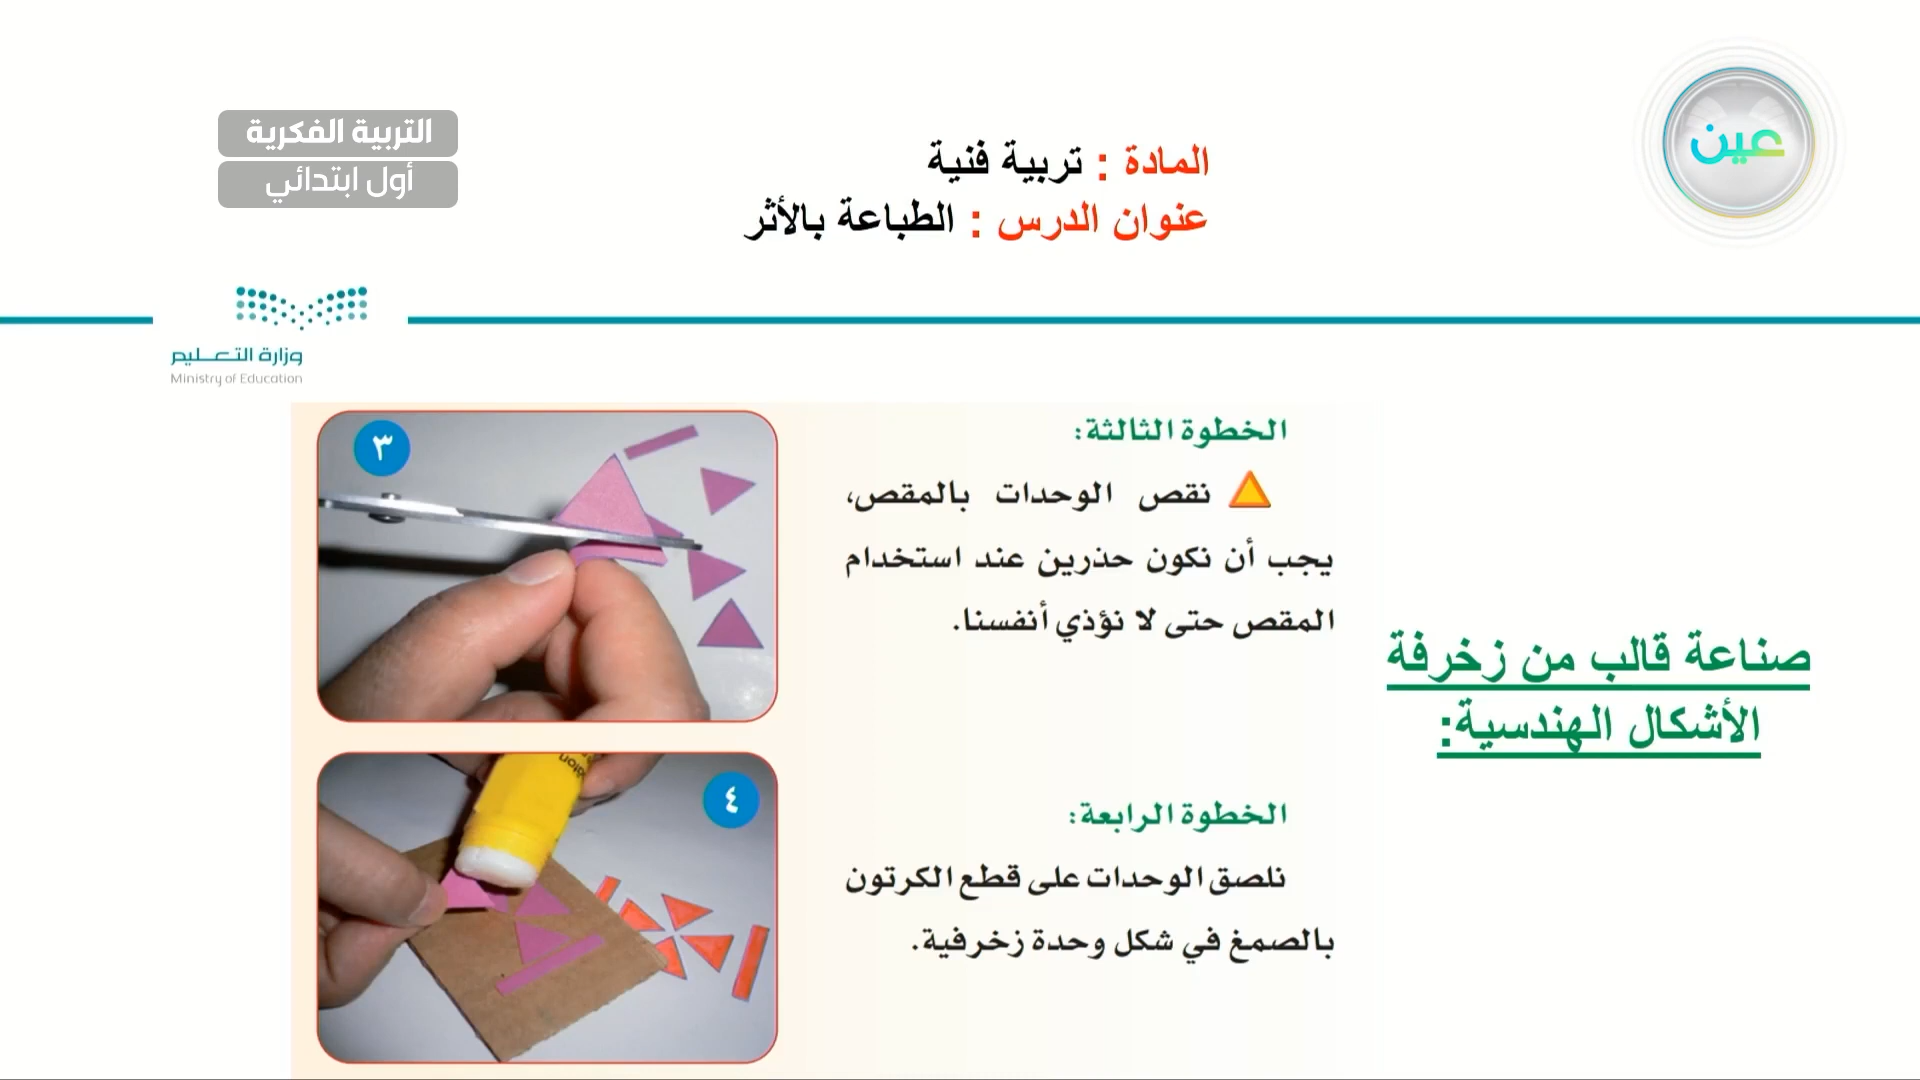 عين
المادة : تربية فنية
عنوان الدرس : الطباعة بالأثر
التربية الفكرية
أول ابتدائي
وزارة التعليم
Ministry of Education
صناعة قالب من زخرفة
الأشكال الهندسية:
الخطوة الثالثة:
نقص الوحدات بالمقص،
يجب أن نكون حذرين عند استخدام
المقص حتى لا نؤذي أنفسنا.
٣
الخطوة الرابعة:
نلصق الوحدات على قطع الكرتون
بالصمغ في شكل وحدة زخرفية.
٤